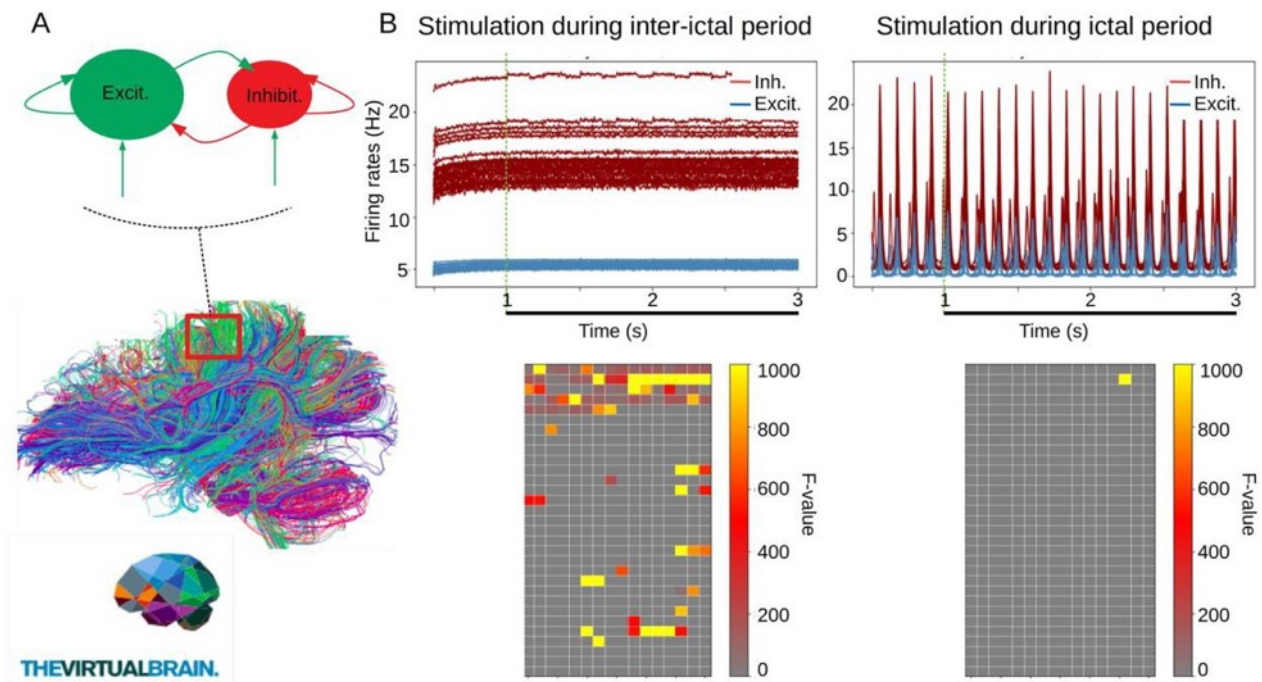 A
Excit.
Inhibit.
THEVIRTUALBRAIN.
B
Stimulation during inter-ictal period
Inh.
Excit.
20
15
10
5
Firing rates (Hz)
1
2
3
Time (s)
1000
800
600
400
200
0
F-value
Stimulation during ictal period
Inh.
Excit.
20
15
10
5
0
1
2
3
Time (s)
1000
800
600
400
200
0
F-value